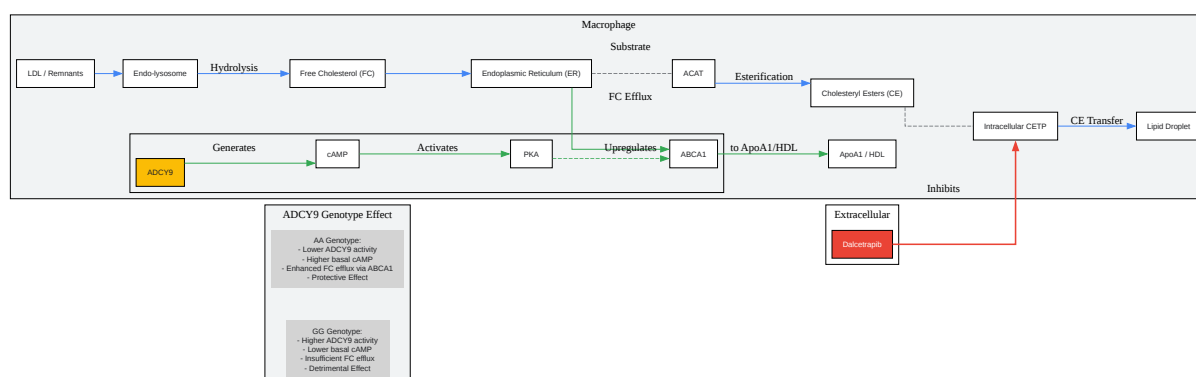 Macrophage
Substrate
LDL / Remnants
Endo-lysosome
Hydrolysis
Free Cholesterol (FC)
Endoplasmic Reticulum (ER)
ACAT
Esterification
FC Efflux
Cholesteryl Esters (CE)
Intracellular CETP
CE Transfer
Lipid Droplet
ADCY9
Generates
cAMP
Activates
PKA
Upregulates
ABCA1
to ApoA1/HDL
ApoA1 / HDL
Inhibits
ADCY9 Genotype Effect
AA Genotype:
- Lower ADCY9 activity
- Higher basal cAMP
- Enhanced FC efflux via ABCA1
- Protective Effect
GG Genotype:
- Higher ADCY9 activity
- Lower basal cAMP
- Insufficient FC efflux
- Detrimental Effect
Extracellular
Dalcetrapib